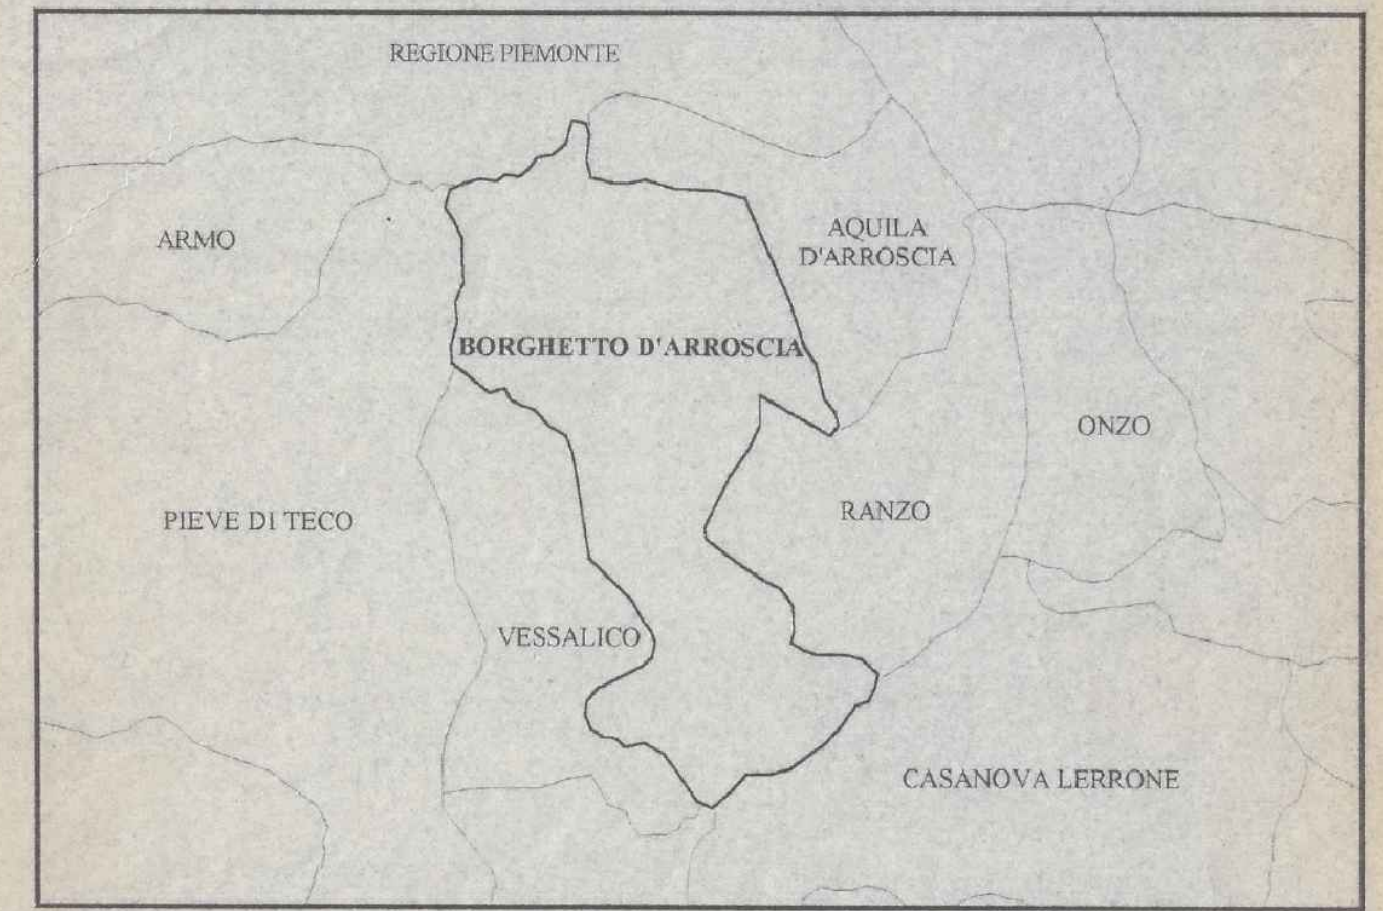 REGIONE PIEMONTE
ARMO
AQUILA
D'ARROSCIA
BORGHETTO D'ARROSCIA
ONZO
PIEVE DI TECO
RANZO
VESSALICO
CASANOVA LERRONE